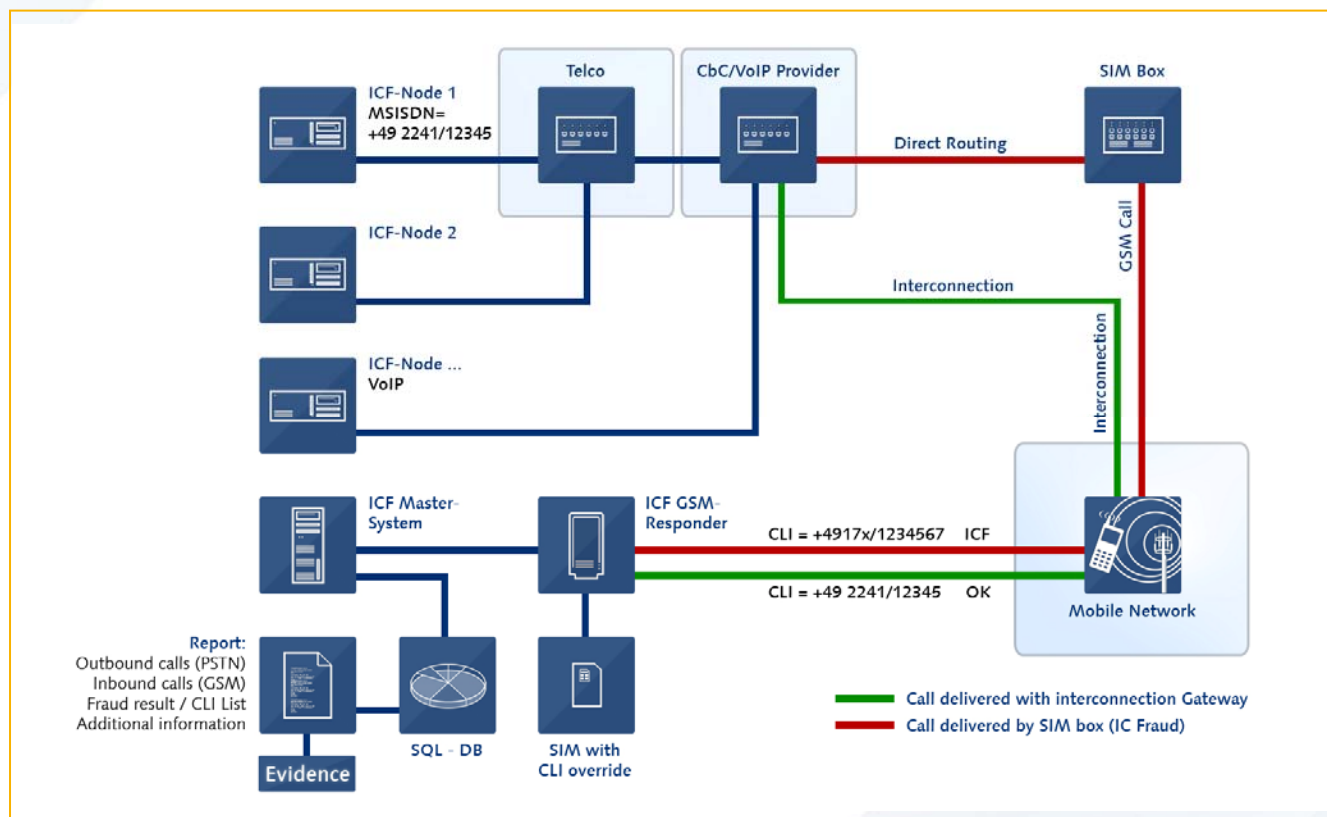 Telco
CbC/VoIP Provider
SIM Box
ICF-Node 1
MSISDN=
+49 2241/12345
Direct Routing
ICF-Node 2
GSM Call
Interconnection
Interconnection
ICF-Node ...
VoIP
ICF Master-
System
ICF GSM-
Responder
CLI = +4917x/1234567 ICF
CLI = +49 2241/12345 OK
Mobile Network
Report:
Outbound calls (PSTN)
Inbound calls (GSM)
Fraud result / CLI List
Additional information
SQL - DB
SIM with
CLI override
Evidence
Call delivered with interconnection Gateway
Call delivered by SIM box (IC Fraud)